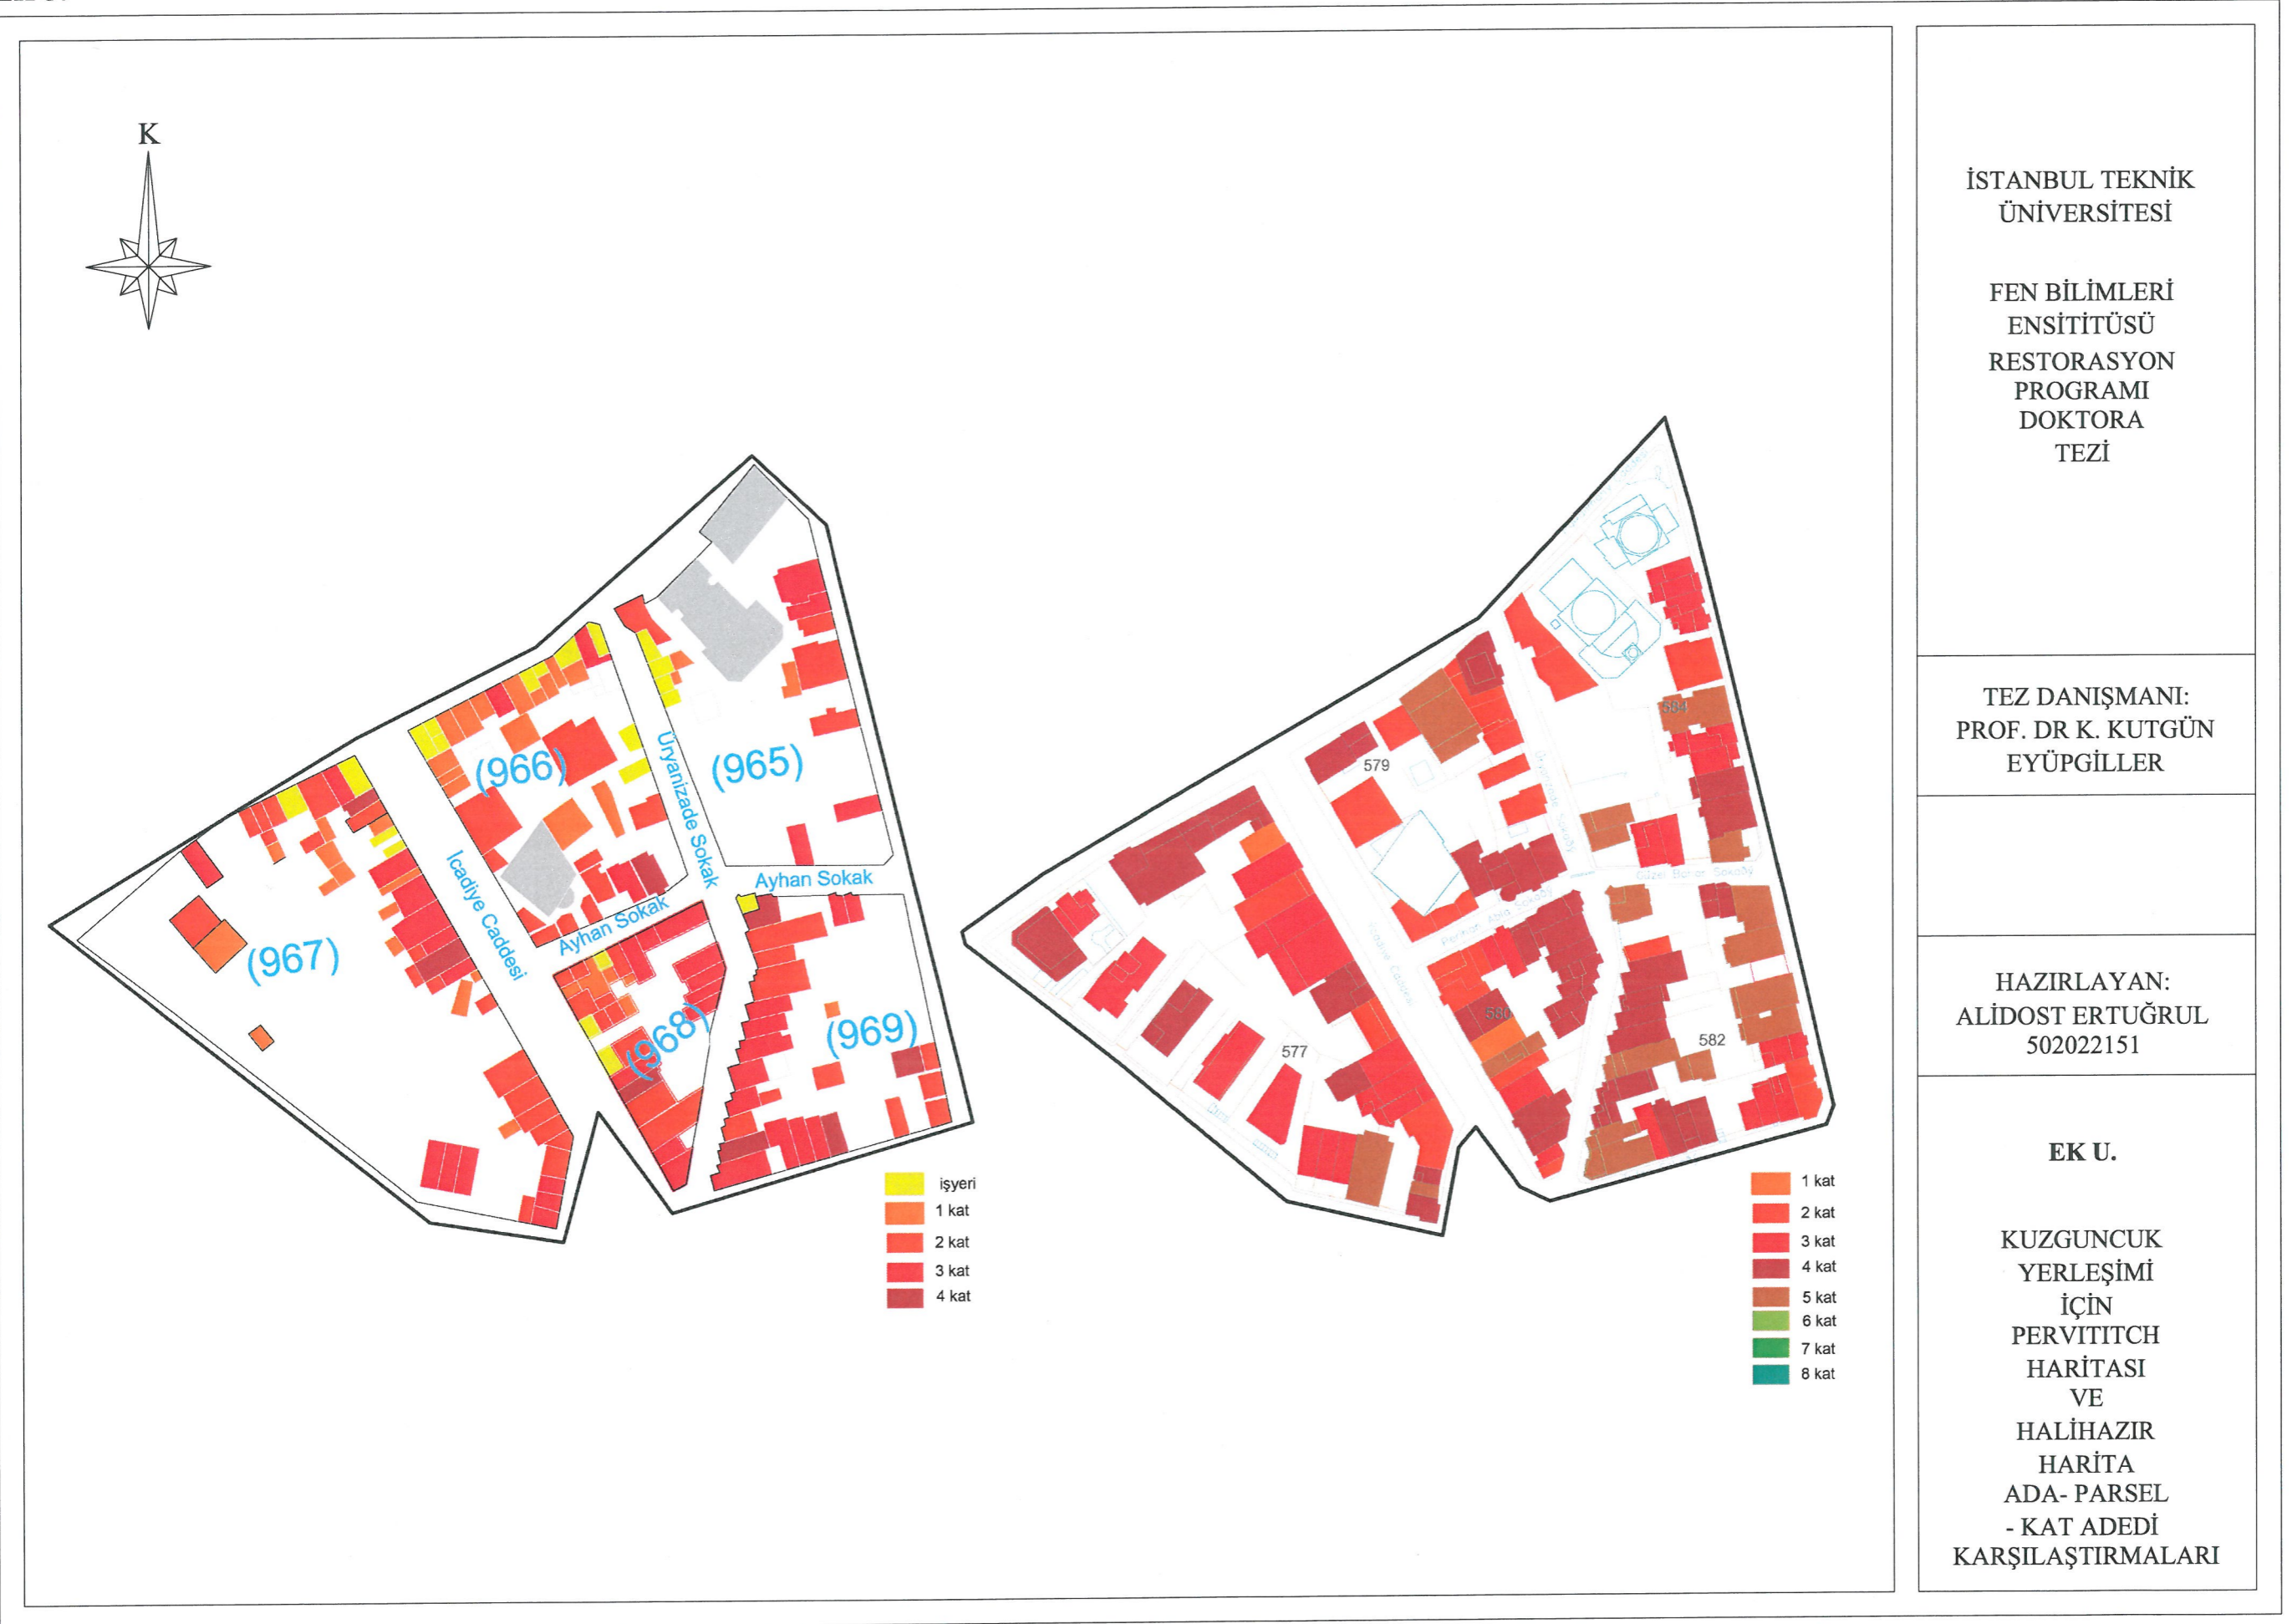 K
(966)
(965)
(967)
(968)
(969)
Icadiye Caddesi
Üryanizade Sokak
Ayhan Sokak
Ayhan Sokak
işyeri
1 kat
2 kat
3 kat
4 kat
579
584
577
580
582
1 kat
2 kat
3 kat
4 kat
5 kat
6 kat
7 kat
8 kat
İSTANBUL TEKNİK
ÜNİVERSİTESİ
FEN BİLİMLERİ
ENSİTİTÜSÜ
RESTORASYON
PROGRAMI
DOKTORA
TEZİ
TEZ DANIŞMANI:
PROF. DR K. KUTGÜN
EYÜPGİLLER
HAZIRLAYAN:
ALİDOST ERTUĞRUL
502022151
EK U.
KUZGUNCUK
YERLEŞİMİ
İÇİN
PERVITITCH
HARİTASI
VE
HALİHAZIR
HARİTA
ADA- PARSEL
- KAT ADEDİ
KARŞILAŞTIRMALARI